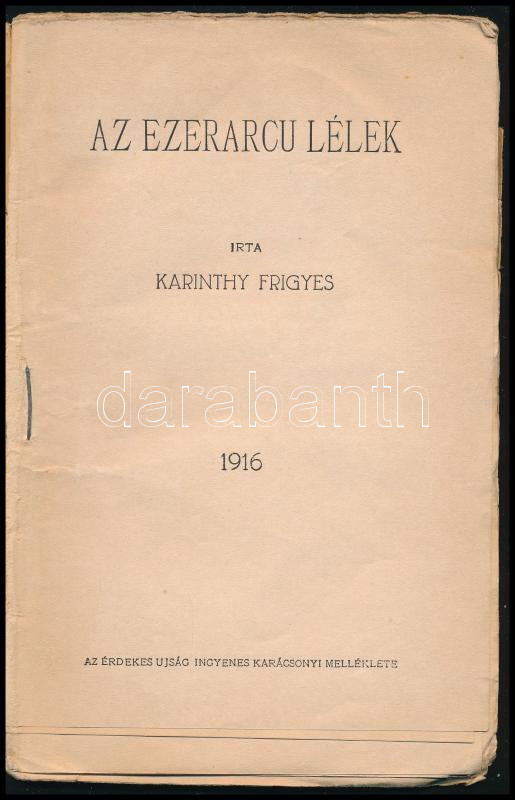 AZ EZERARCU LÉLEK
IRTA
KARINTHY FRIGYES
darabanth
1916
AZ ÉRDEKES UJSÁG INGYENES KARÁCSONYI MELLÉKLETE